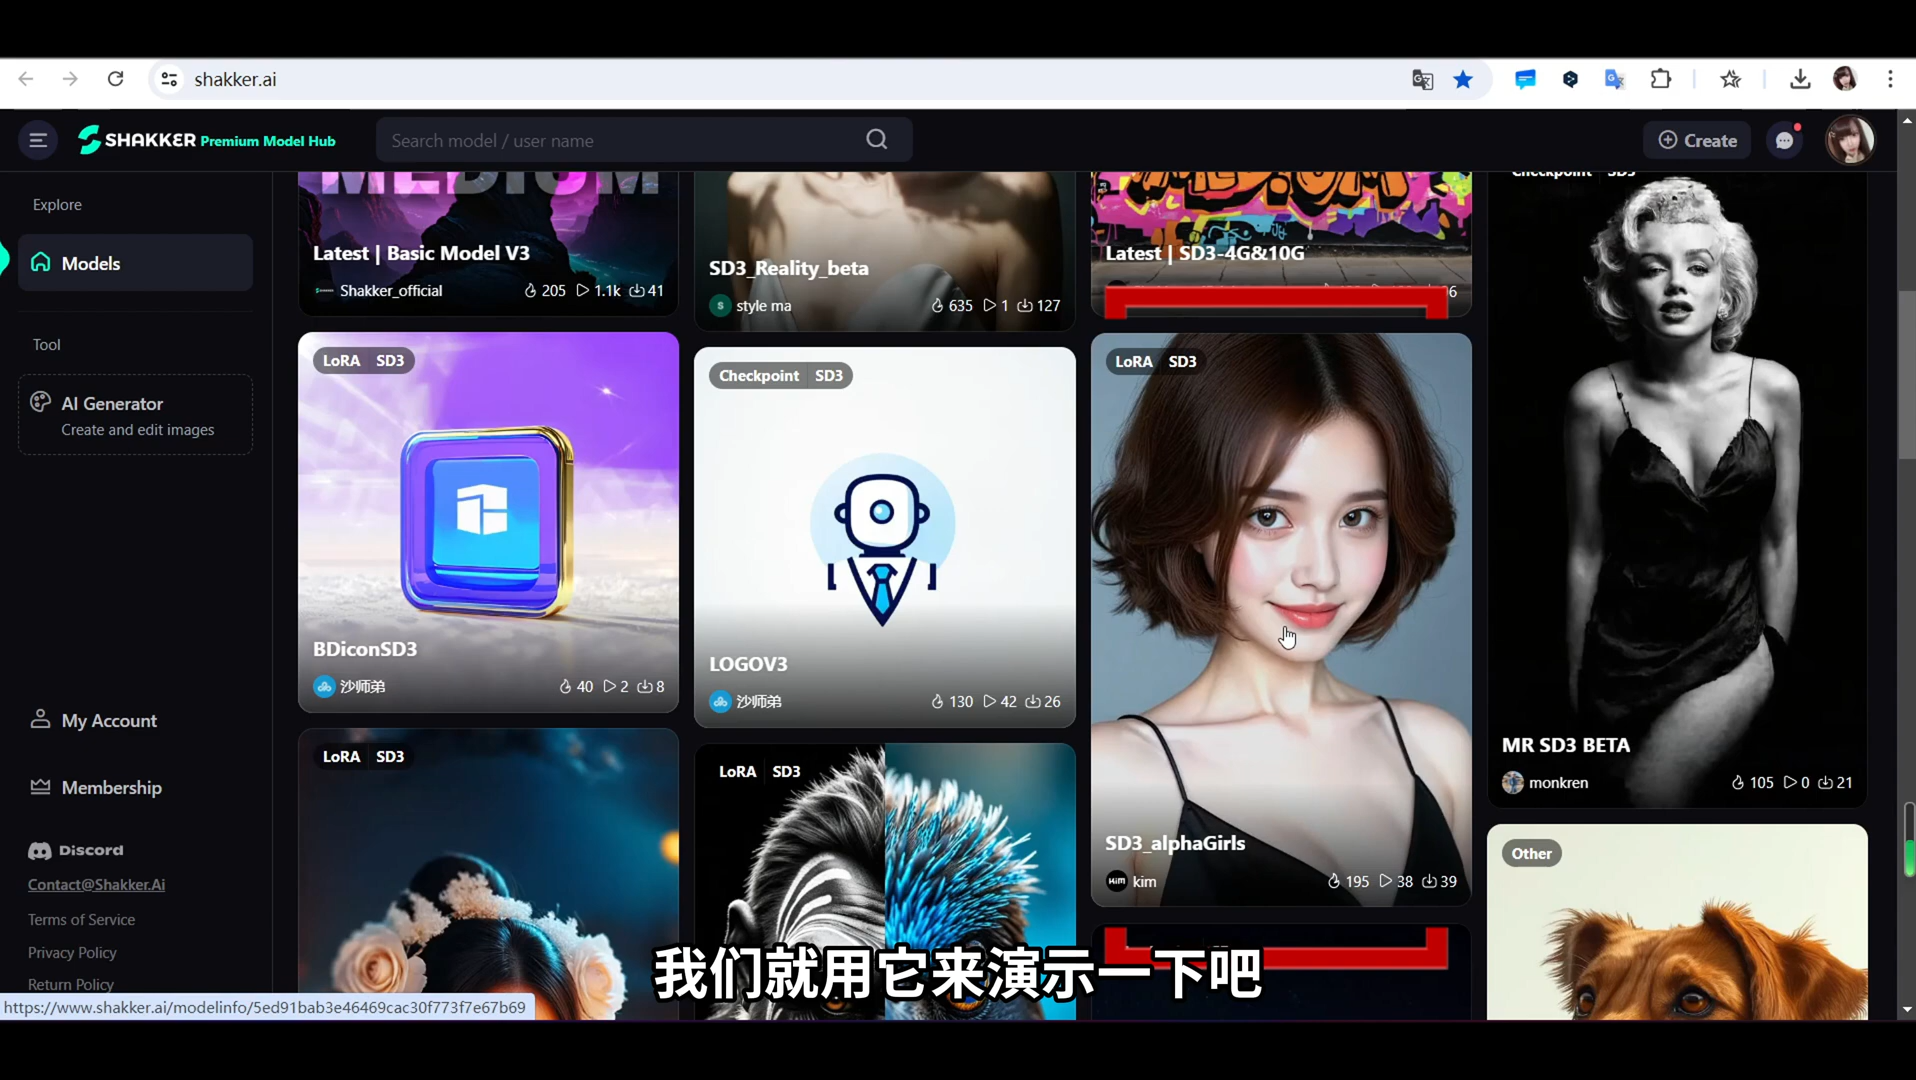 shakker.ai
SHAKKER Premium Model Hub
Search model / user name
Create
Explore
Models
Tool
AI Generator
Create and edit images
My Account
Membership
Discord
Contact@Shakker.Ai
Terms of Service
Privacy Policy
Return Policy
https://www.shakker.ai/modelinfo/5ed91bab3e46469cac30f773f7e67b69
MEDIUM
Latest | Basic Model V3
Shakker_official 205 1.1k 41
LoRA SD3
BDiconSD3
沙师弟 40 2 8
LoRA SD3
SD3_Reality_beta
style ma 635 1 127
Checkpoint SD3
LOGOV3
沙师弟 130 42 26
LoRA SD3
Latest | SD3-4G&10G
LoRA SD3
SD3_alphaGirls
kim 195 38 39
Checkpoint SD3
MR SD3 BETA
monkren 105 0 21
Other
我们就用它来演示一下吧